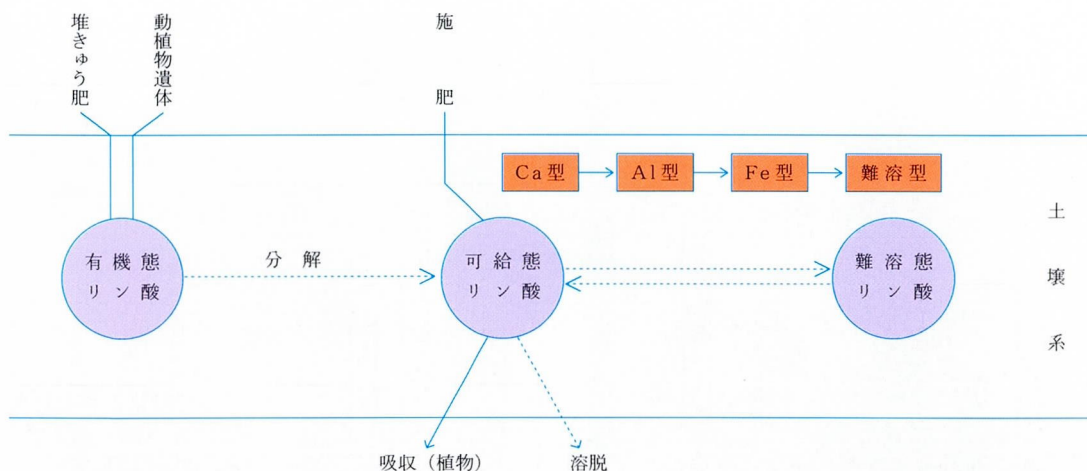 堆きゅう肥
動植物遺体
施肥
Ca型
Al型
Fe型
難溶型
有機態
リン酸
分解
可給態
リン酸
難溶態
リン酸
土壌系
吸収（植物）
溶脱